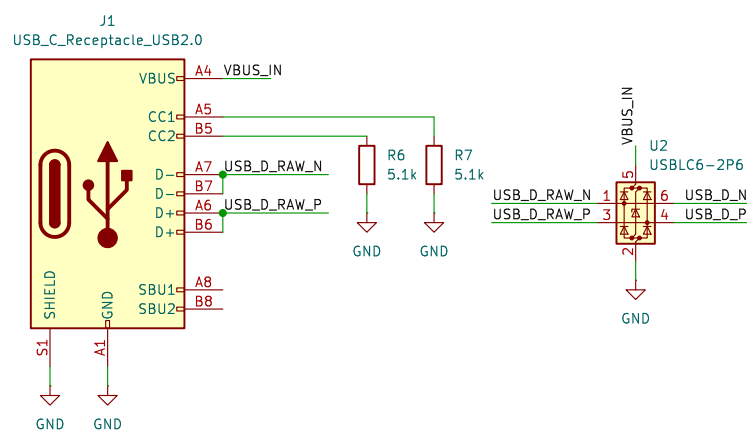 J1
USB_C_Receptacle_USB2.0
VBUS
A4
VBUS_IN
CC1
A5
CC2
B5
D-
A7
USB_D_RAW_N
D-
B7
D+
A6
USB_D_RAW_P
D+
B6
SBU1
A8
SBU2
B8
SHIELD
GND
S1
A1
GND
GND
R6
5.1k
R7
5.1k
GND
GND
VBUS_IN
U2
USBLC6-2P6
5
USB_D_RAW_N
1
6
USB_D_N
USB_D_RAW_P
3
4
USB_D_P
2
GND